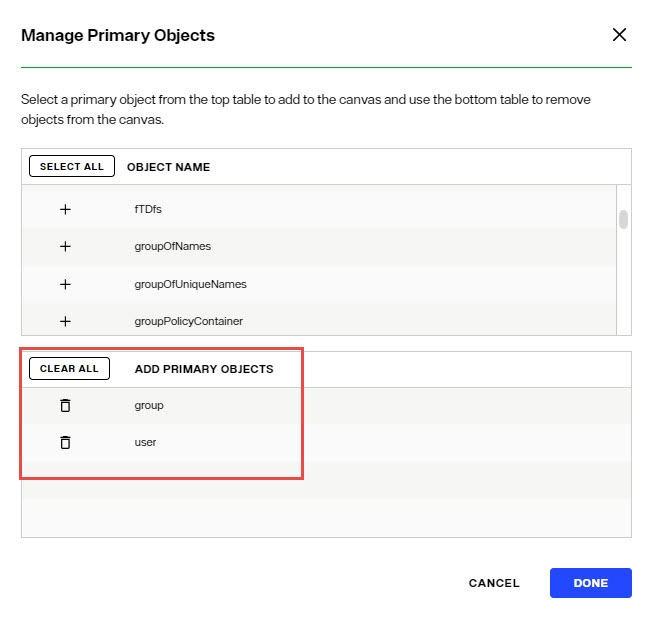 Manage Primary Objects
Select a primary object from the top table to add to the canvas and use the bottom table to remove
objects from the canvas.
SELECT ALL OBJECT NAME
fTDfs
groupOfNames
groupOfUniqueNames
groupPolicyContainer
CLEAR ALL ADD PRIMARY OBJECTS
group
user
CANCEL DONE